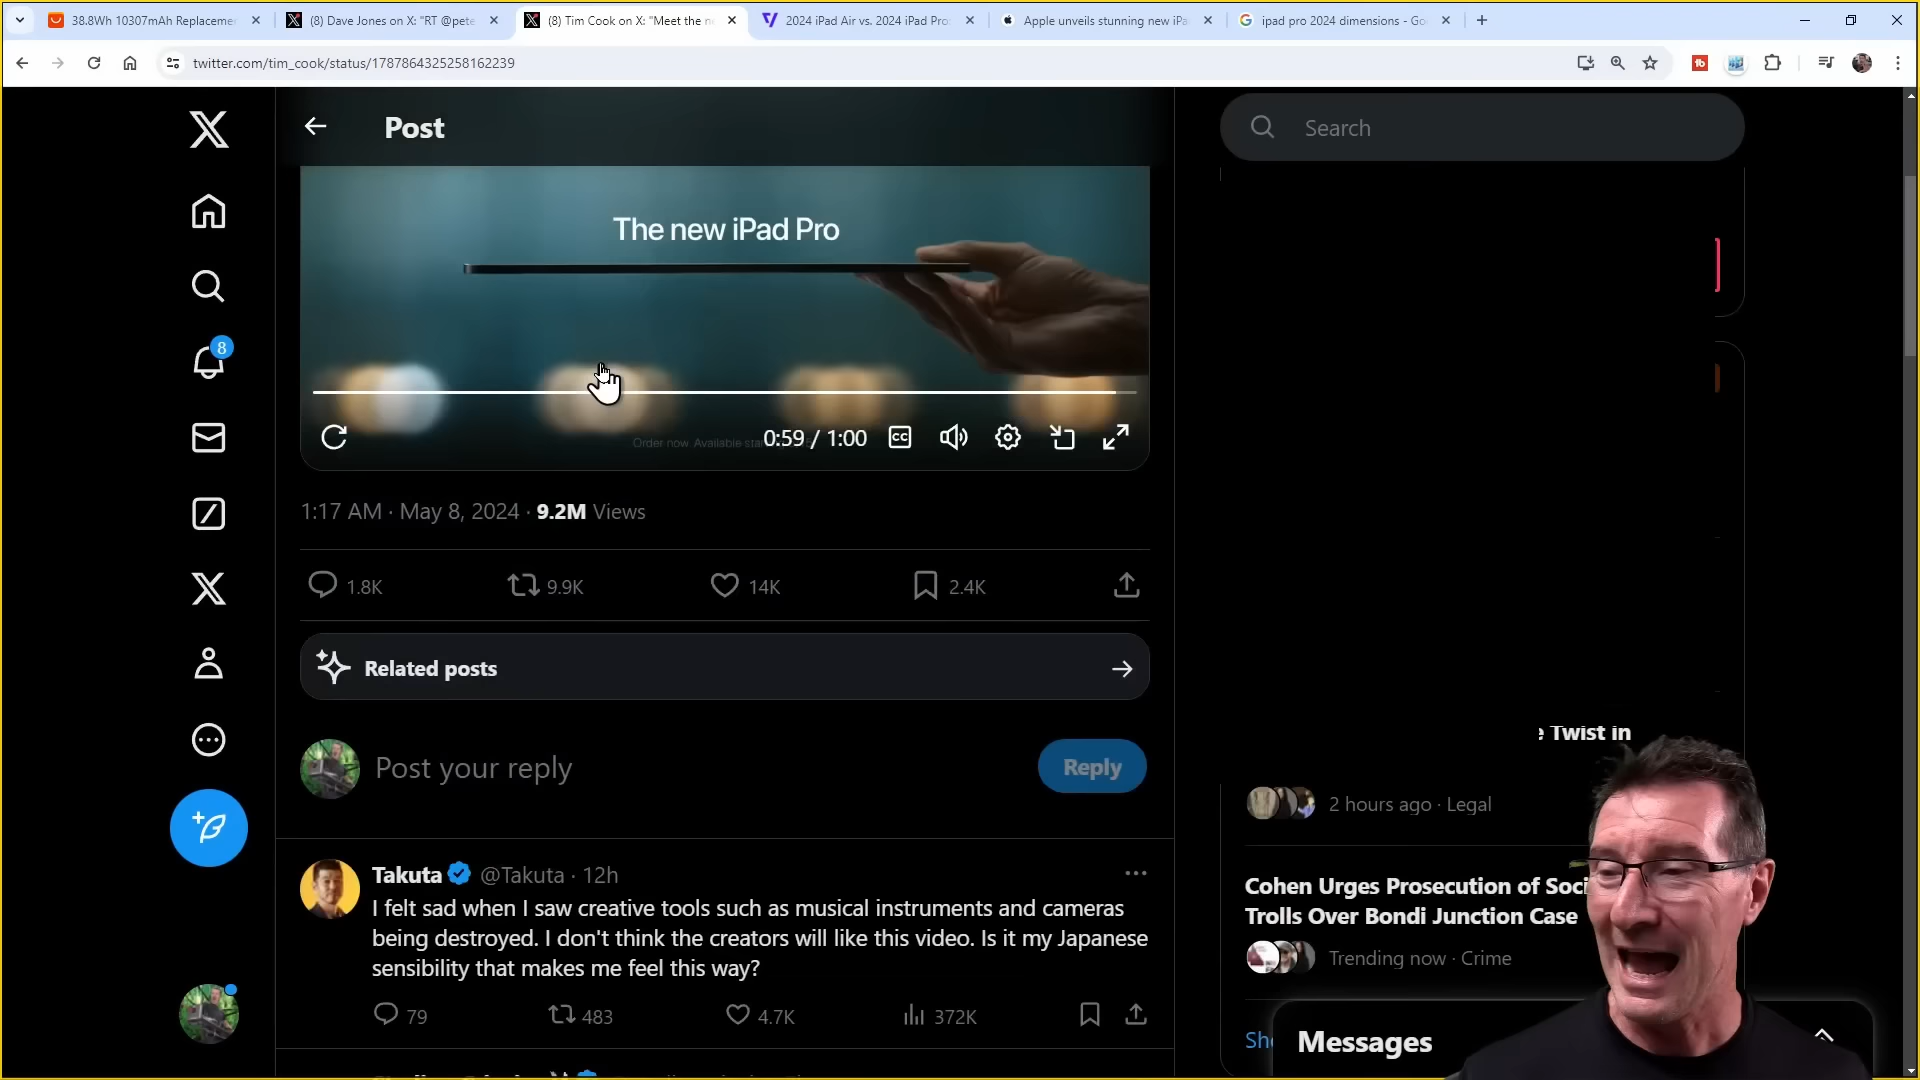 38.8Wh 10307mAh Replaceme
(8) Dave Jones on X: "RT @pete
(8) Tim Cook on X: "Meet the n
2024 iPad Air vs. 2024 iPad Pro
Apple unveils stunning new iPa
ipad pro 2024 dimensions - Go
twitter.com/tim_cook/status/1787864325258162239
Post
Search
The new iPad Pro
Order now. Available
0:59 / 1:00
CC
1:17 AM · May 8, 2024 · 9.2M Views
8
1.8K
9.9K
14K
2.4K
Related posts
Post your reply
Reply
Takuta @Takuta · 12h
I felt sad when I saw creative tools such as musical instruments and cameras
being destroyed. I don't think the creators will like this video. Is it my Japanese
sensibility that makes me feel this way?
79
483
4.7K
372K
e Twist in
2 hours ago · Legal
Cohen Urges Prosecution of Soci
Trolls Over Bondi Junction Case
Trending now · Crime
Sh
Messages